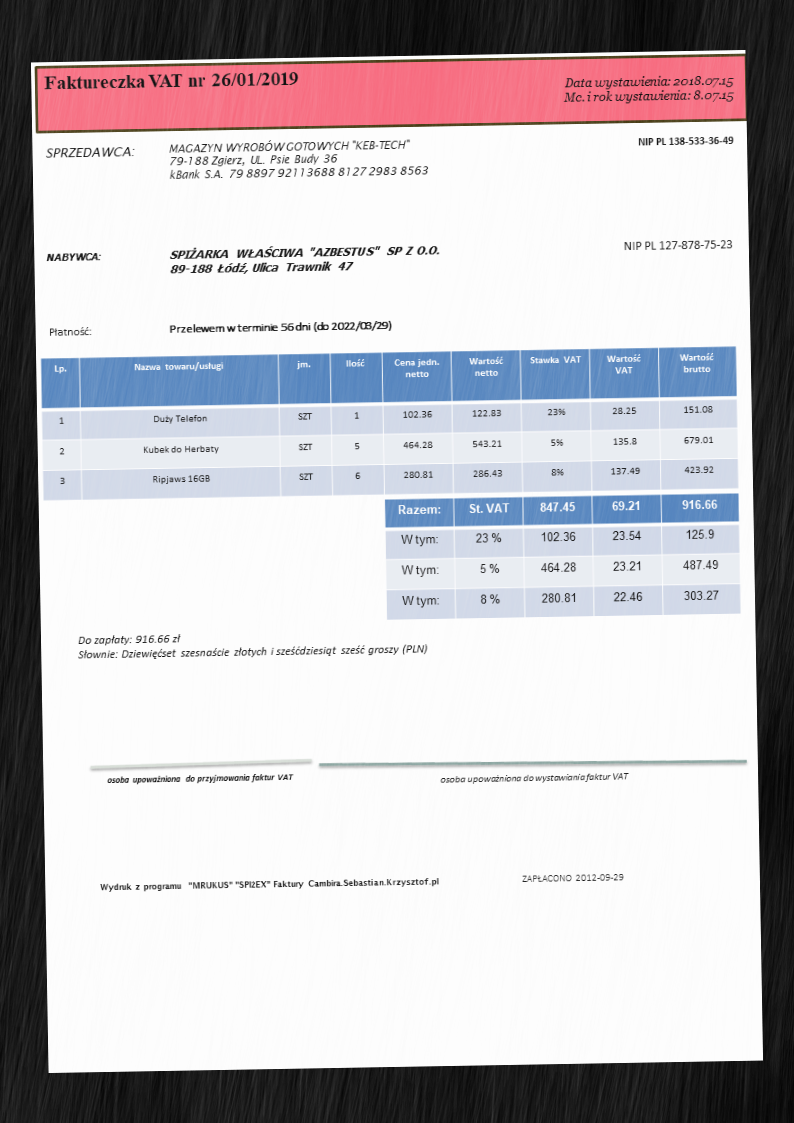 Faktureczka VAT nr 26/01/2019
Data wystawienia: 2018.07.15
Mc. i rok wystawienia: 8.07.15
SPRZEDAWCA:
MAGAZYN WYROBÓW GOTOWYCH "KEB-TECH"
79-188 Zgierz, UL. Psie Budy 36
kBank S.A. 79 8897 92113688 8127 2983 8563
NIP PL 138-533-36-49
NABYWCA:
SPIŻARKA WŁAŚCIWA "AZBESTUS" SP Z O.O.
89-188 Łódź, Ulica Trawnik 47
NIP PL 127-878-75-23
Płatność:
Przelewem w terminie 56 dni (do 2022/03/29)
Lp. Nazwa towaru/usługi jm. Ilość Cena jedn. netto Wartość netto Stawka VAT Wartość VAT Wartość brutto
1 Duży Telefon SZT 1 102.36 122.83 23% 28.25 151.08
2 Kubek do Herbaty SZT 5 464.28 543.21 5% 135.8 679.01
3 Ripjaws 16GB SZT 6 280.81 286.43 8% 137.49 423.92
Razem: St. VAT 847.45 69.21 916.66
W tym: 23 % 102.36 23.54 125.9
W tym: 5 % 464.28 23.21 487.49
W tym: 8 % 280.81 22.46 303.27
Do zapłaty: 916.66 zł
Słownie: Dziewięćset szesnaście złotych i sześćdziesiąt sześć groszy (PLN)
osoba upoważniona do przyjmowania faktur VAT
osoba upoważniona do wystawiania faktur VAT
Wydruk z programu "MRUKUS" "SPIżEX" Faktury Cambira.Sebastian.Krzysztof.pl
ZAPŁACONO 2012-09-29